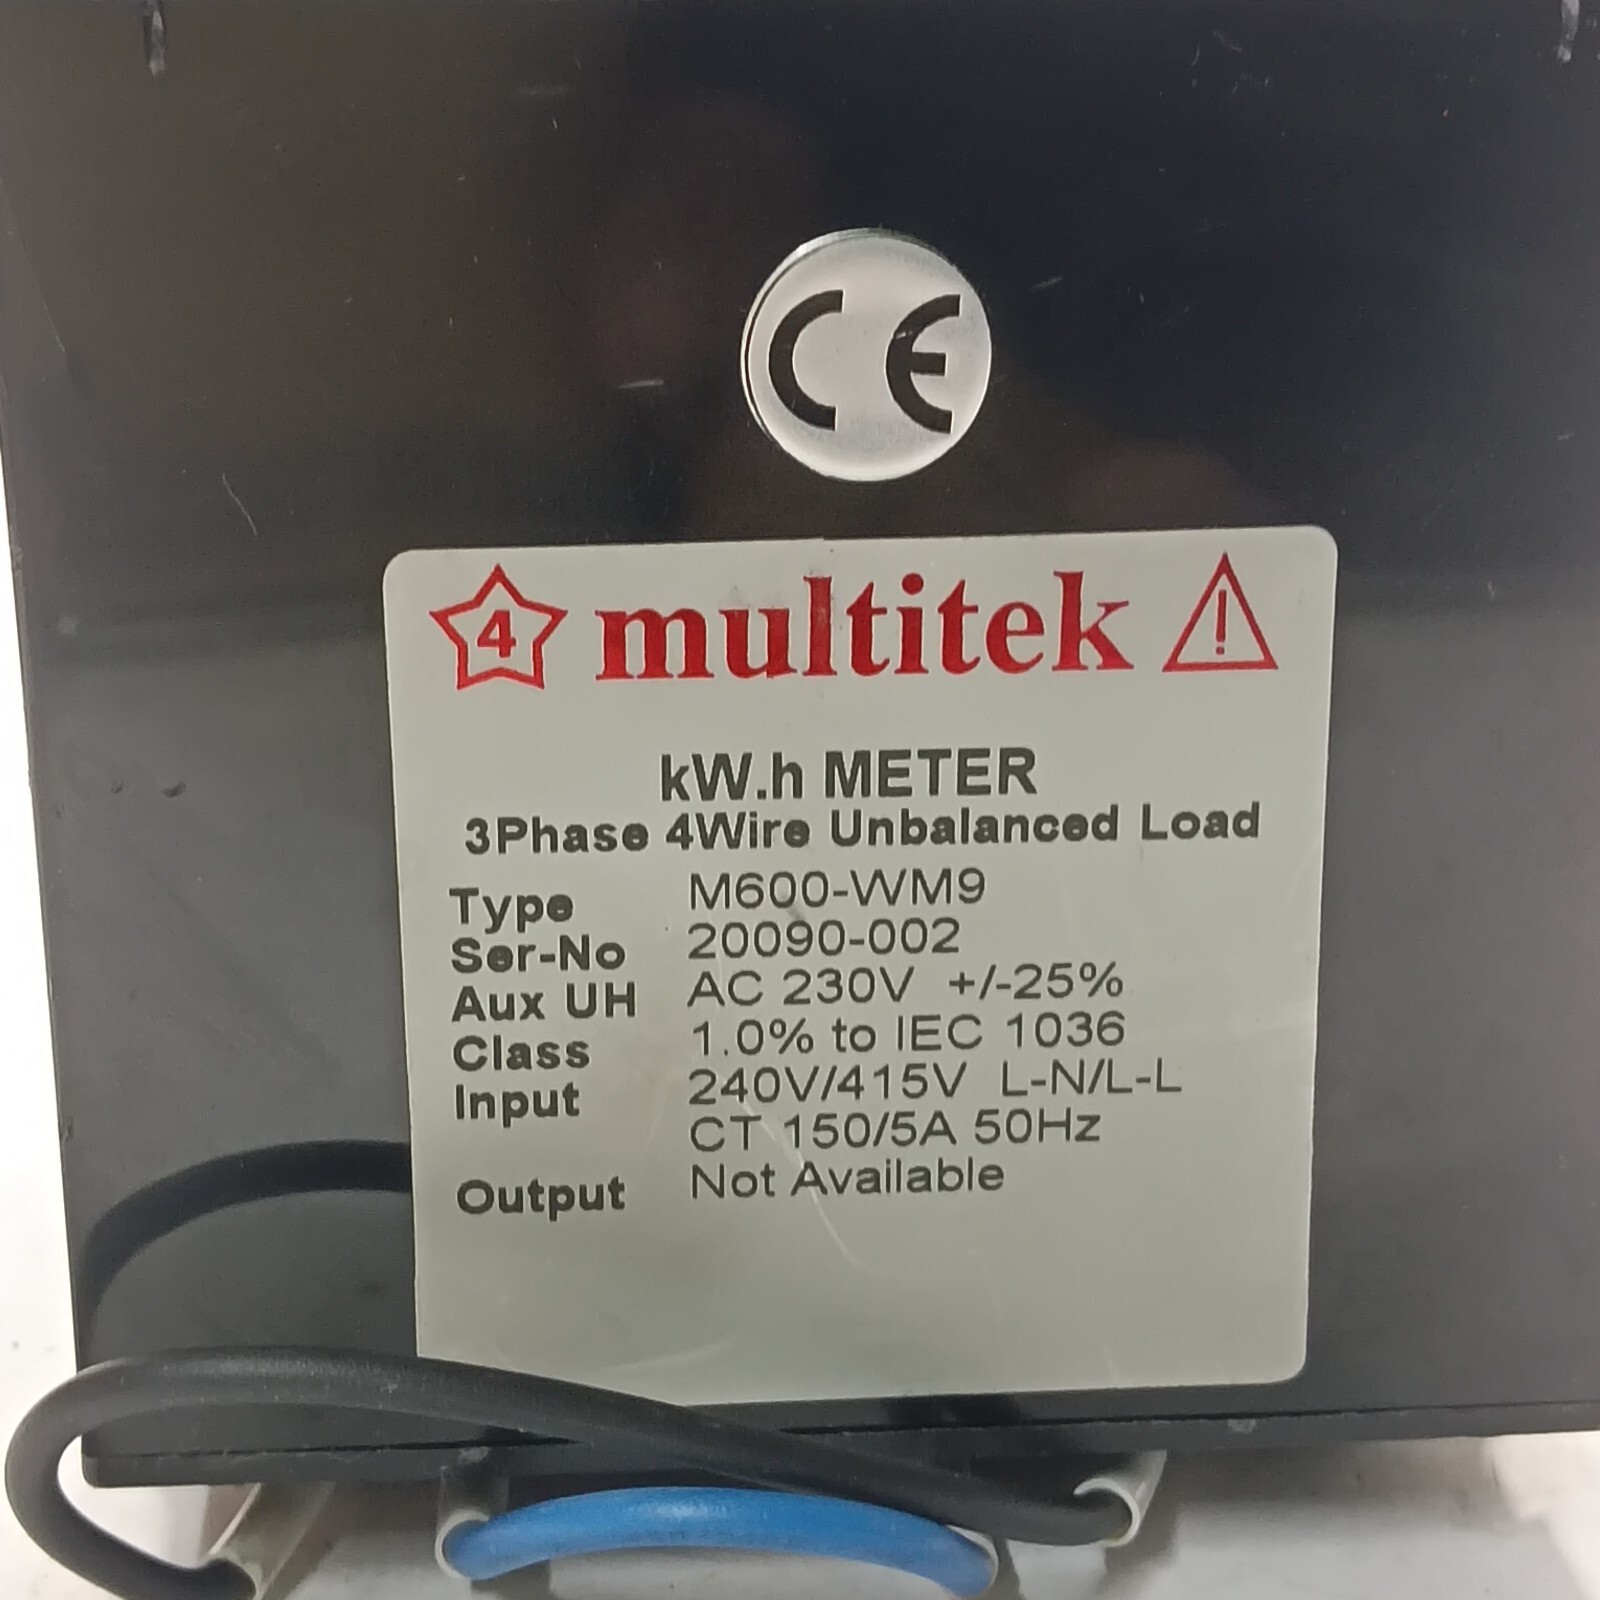 CE
4 multitek !
kW.h METER
3Phase 4Wire Unbalanced Load
Type M600-WM9
Ser-No 20090-002
Aux UH AC 230V +/-25%
Class 1.0% to IEC 1036
Input 240V/415V L-N/L-L
CT 150/5A 50Hz
Output Not Available